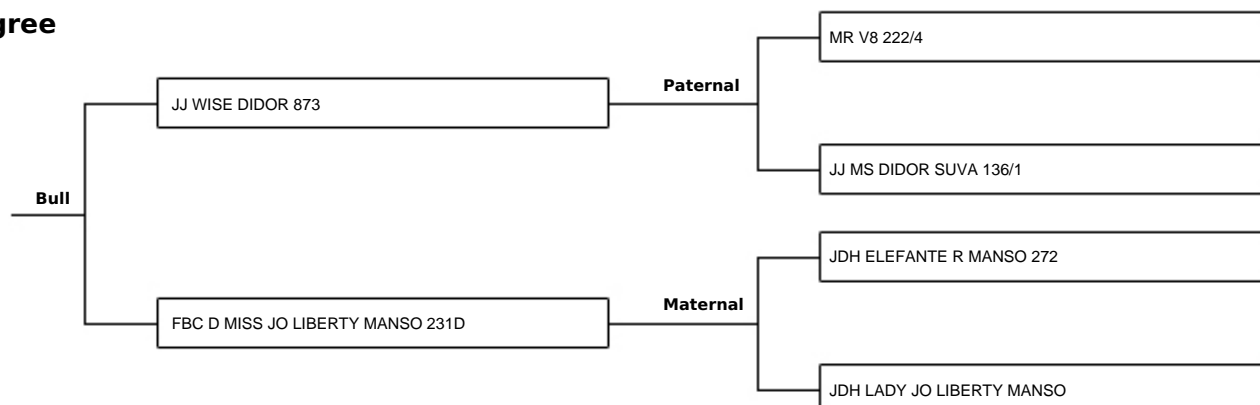 gree
MR V8 222/4
Paternal
JJ WISE DIDOR 873
JJ MS DIDOR SUVA 136/1
Bull
JDH ELEFANTE R MANSO 272
Maternal
FBC D MISS JO LIBERTY MANSO 231D
JDH LADY JO LIBERTY MANSO